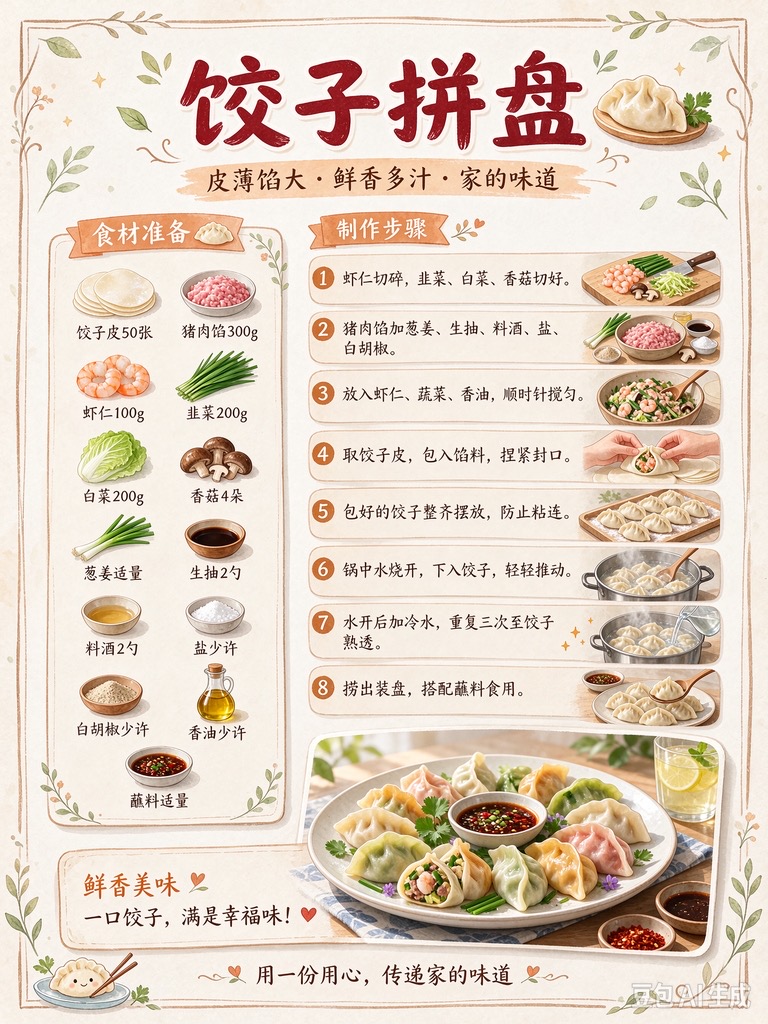 饺子拼盘
皮薄馅大·鲜香多汁·家的味道
食材准备
饺子皮50张
猪肉馅300g
虾仁100g
韭菜200g
白菜200g
香菇4朵
葱姜适量
生抽2勺
料酒2勺
盐少许
白胡椒少许
香油少许
蘸料适量
制作步骤
1 虾仁切碎，韭菜、白菜、香菇切好。
2 猪肉馅加葱姜、生抽、料酒、盐、
白胡椒。
3 放入虾仁、蔬菜、香油，顺时针搅匀。
4 取饺子皮，包入馅料，捏紧封口。
5 包好的饺子整齐摆放，防止粘连。
6 锅中水烧开，下入饺子，轻轻推动。
7 水开后加冷水，重复三次至饺子
熟透。
8 捞出装盘，搭配蘸料食用。
鲜香美味
一口饺子，满是幸福味！
用一份用心，传递家的味道
豆包AI生成